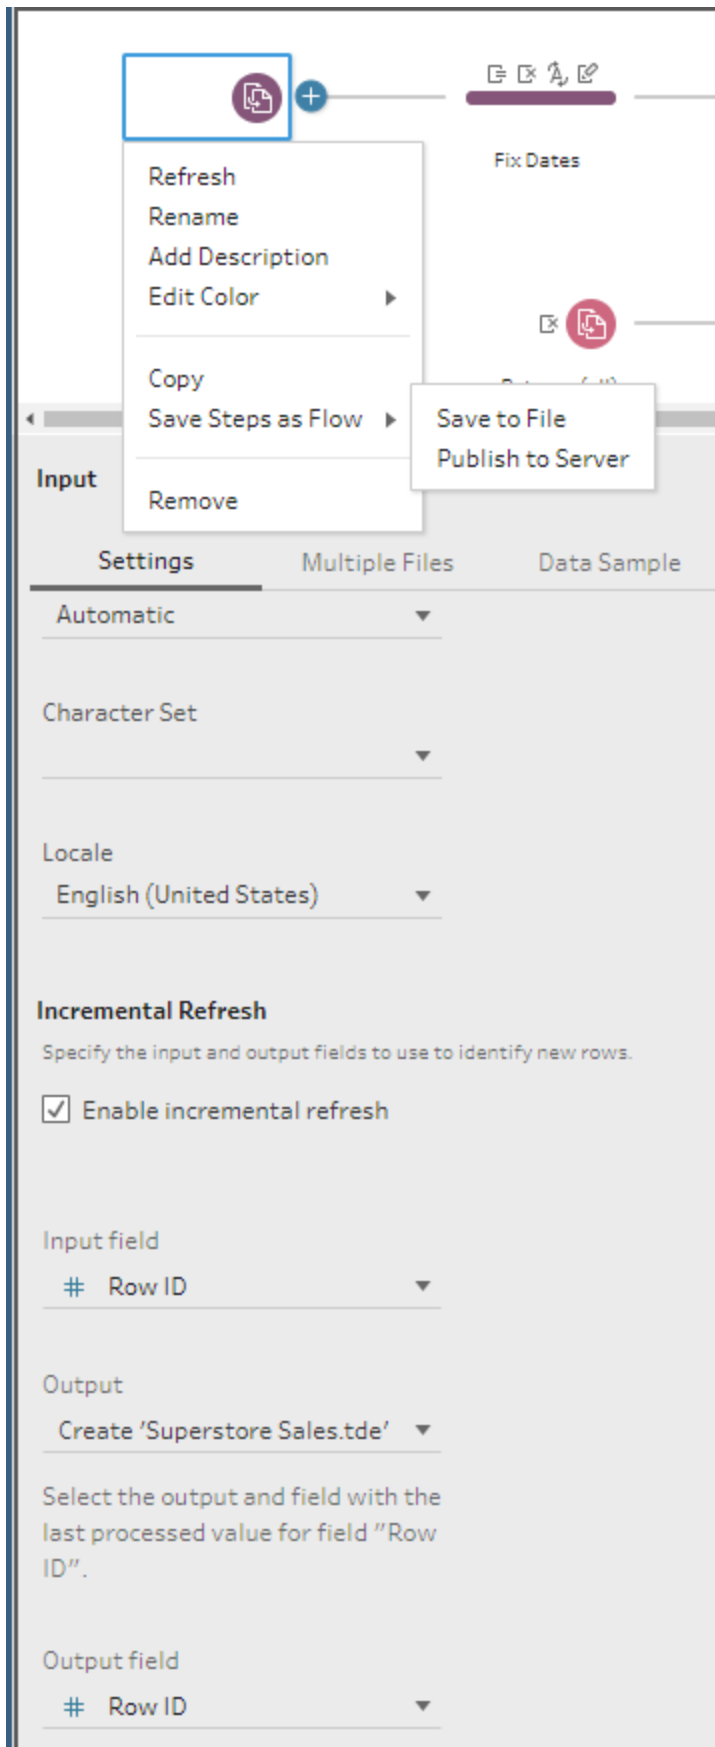 Fix Dates
Refresh
Rename
Add Description
Edit Color
Copy
Save Steps as Flow
Save to File
Publish to Server
Remove
Input
Settings
Multiple Files
Data Sample
Automatic
Character Set
Locale
English (United States)
Incremental Refresh
Specify the input and output fields to use to identify new rows.
Enable incremental refresh
Input field
# Row ID
Output
Create 'Superstore Sales.tde'
Select the output and field with the
last processed value for field "Row
ID".
Output field
# Row ID